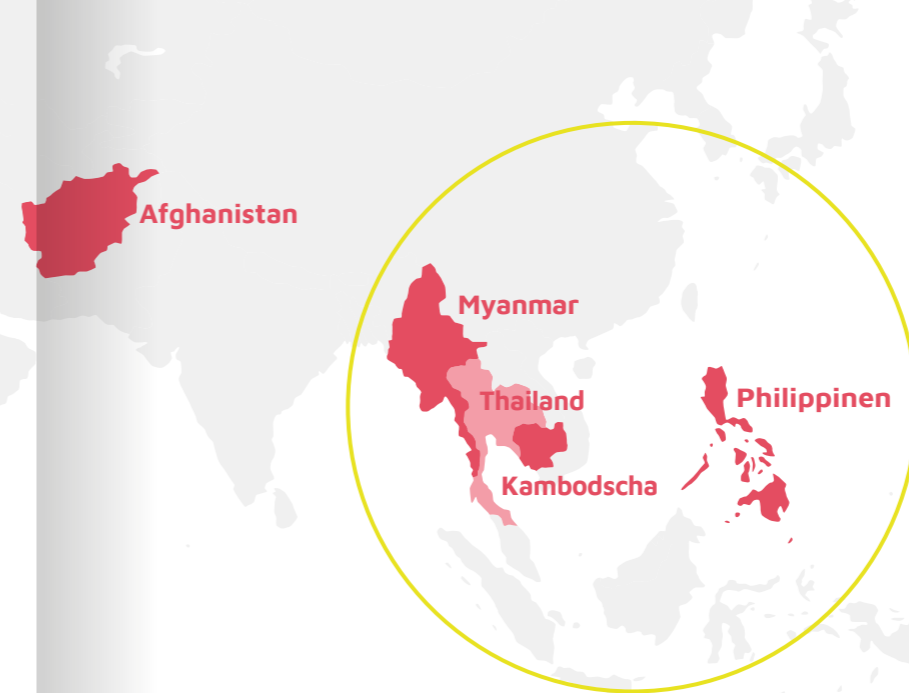 Afghanistan
Myanmar
Thailand
Philippinen
Kambodscha